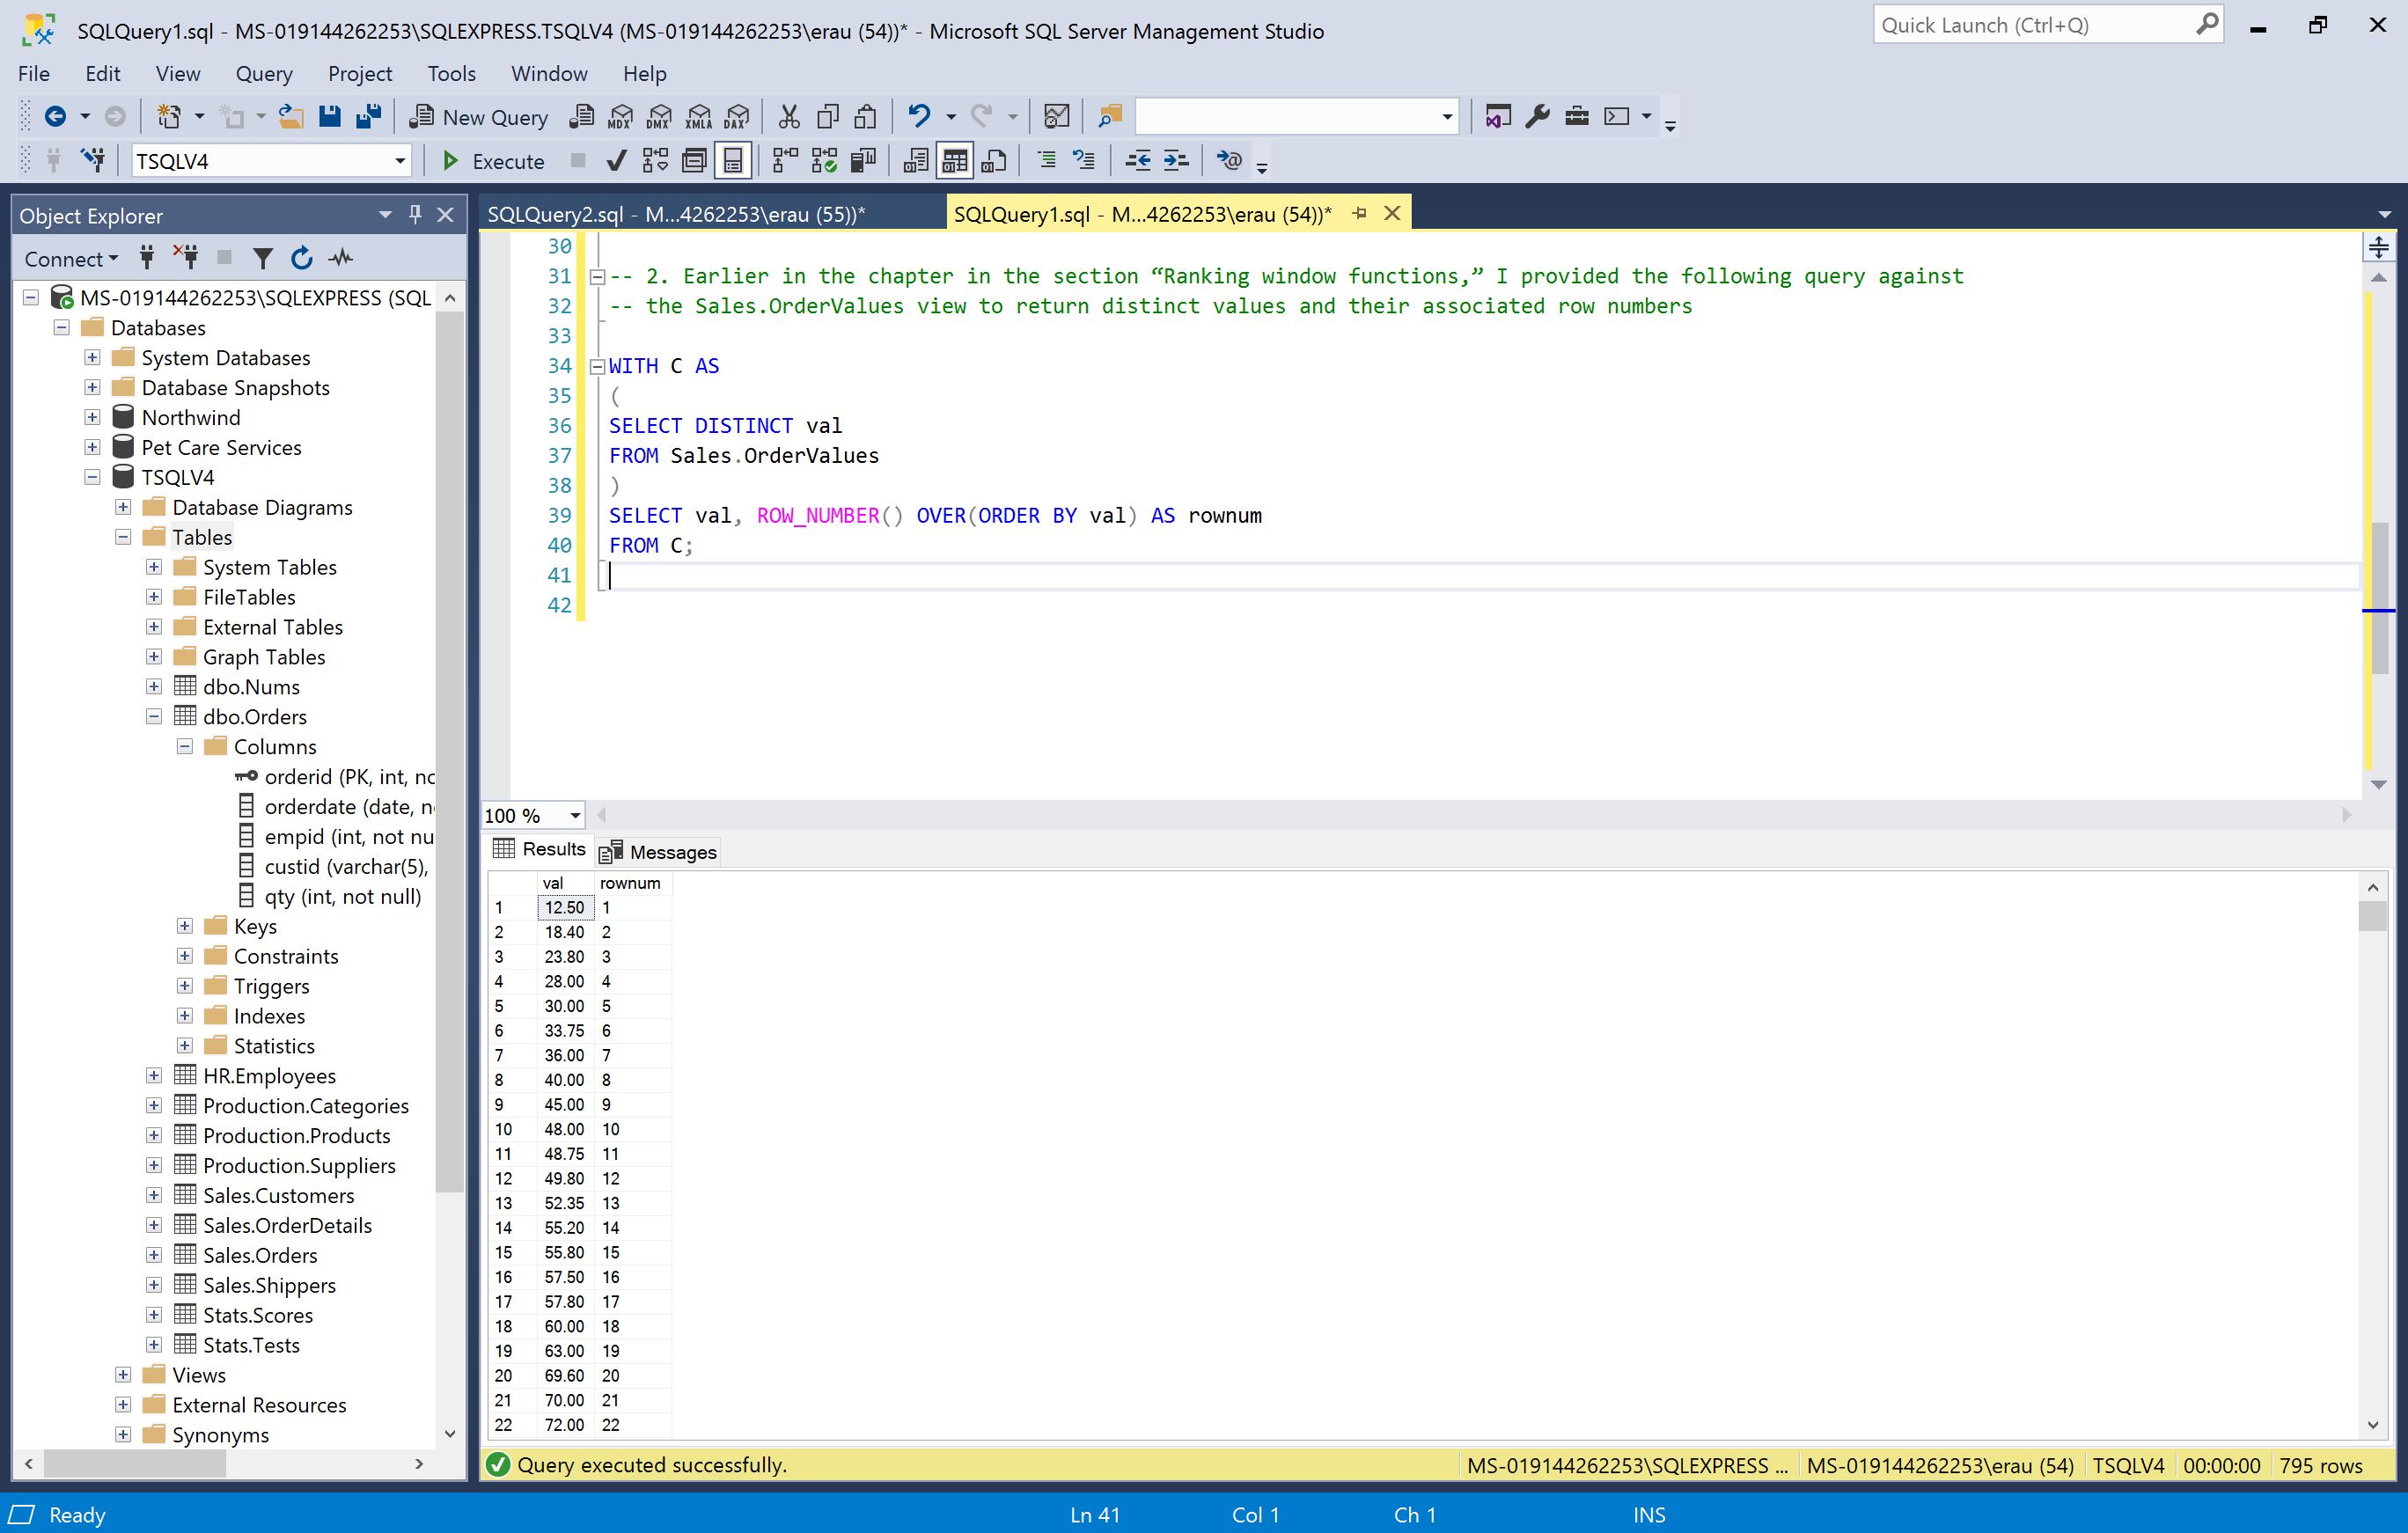 SQLQuery1.sql - MS-019144262253\SQLEXPRESS.TSQLV4 (MS-019144262253\erau (54))* - Microsoft SQL Server Management Studio
Quick Launch (Ctrl+Q)
File Edit View Query Project Tools Window Help
New Query MDX DMX XMLA DAX
TSQLV4 Execute
Object Explorer
Connect
MS-019144262253\SQLEXPRESS (SQL
Databases
System Databases
Database Snapshots
Northwind
Pet Care Services
TSQLV4
Database Diagrams
Tables
System Tables
FileTables
External Tables
Graph Tables
dbo.Nums
dbo.Orders
Columns
orderid (PK, int, nc
orderdate (date, n
empid (int, not nu
custid (varchar(5),
qty (int, not null)
Keys
Constraints
Triggers
Indexes
Statistics
HR.Employees
Production.Categories
Production.Products
Production.Suppliers
Sales.Customers
Sales.OrderDetails
Sales.Orders
Sales.Shippers
Stats.Scores
Stats.Tests
Views
External Resources
Synonyms
SQLQuery2.sql - M...4262253\erau (55))* SQLQuery1.sql - M...4262253\erau (54))*
30
31 -- 2. Earlier in the chapter in the section “Ranking window functions,” I provided the following query against
32 -- the Sales.OrderValues view to return distinct values and their associated row numbers
33
34 WITH C AS
35 (
36 SELECT DISTINCT val
37 FROM Sales.OrderValues
38 )
39 SELECT val, ROW_NUMBER() OVER(ORDER BY val) AS rownum
40 FROM C;
41
42
100 %
Results Messages
val rownum
1 12.50 1
2 18.40 2
3 23.80 3
4 28.00 4
5 30.00 5
6 33.75 6
7 36.00 7
8 40.00 8
9 45.00 9
10 48.00 10
11 48.75 11
12 49.80 12
13 52.35 13
14 55.20 14
15 55.80 15
16 57.50 16
17 57.80 17
18 60.00 18
19 63.00 19
20 69.60 20
21 70.00 21
22 72.00 22
Query executed successfully. MS-019144262253\SQLEXPRESS ... MS-019144262253\erau (54) TSQLV4 00:00:00 795 rows
Ready Ln 41 Col 1 Ch 1 INS